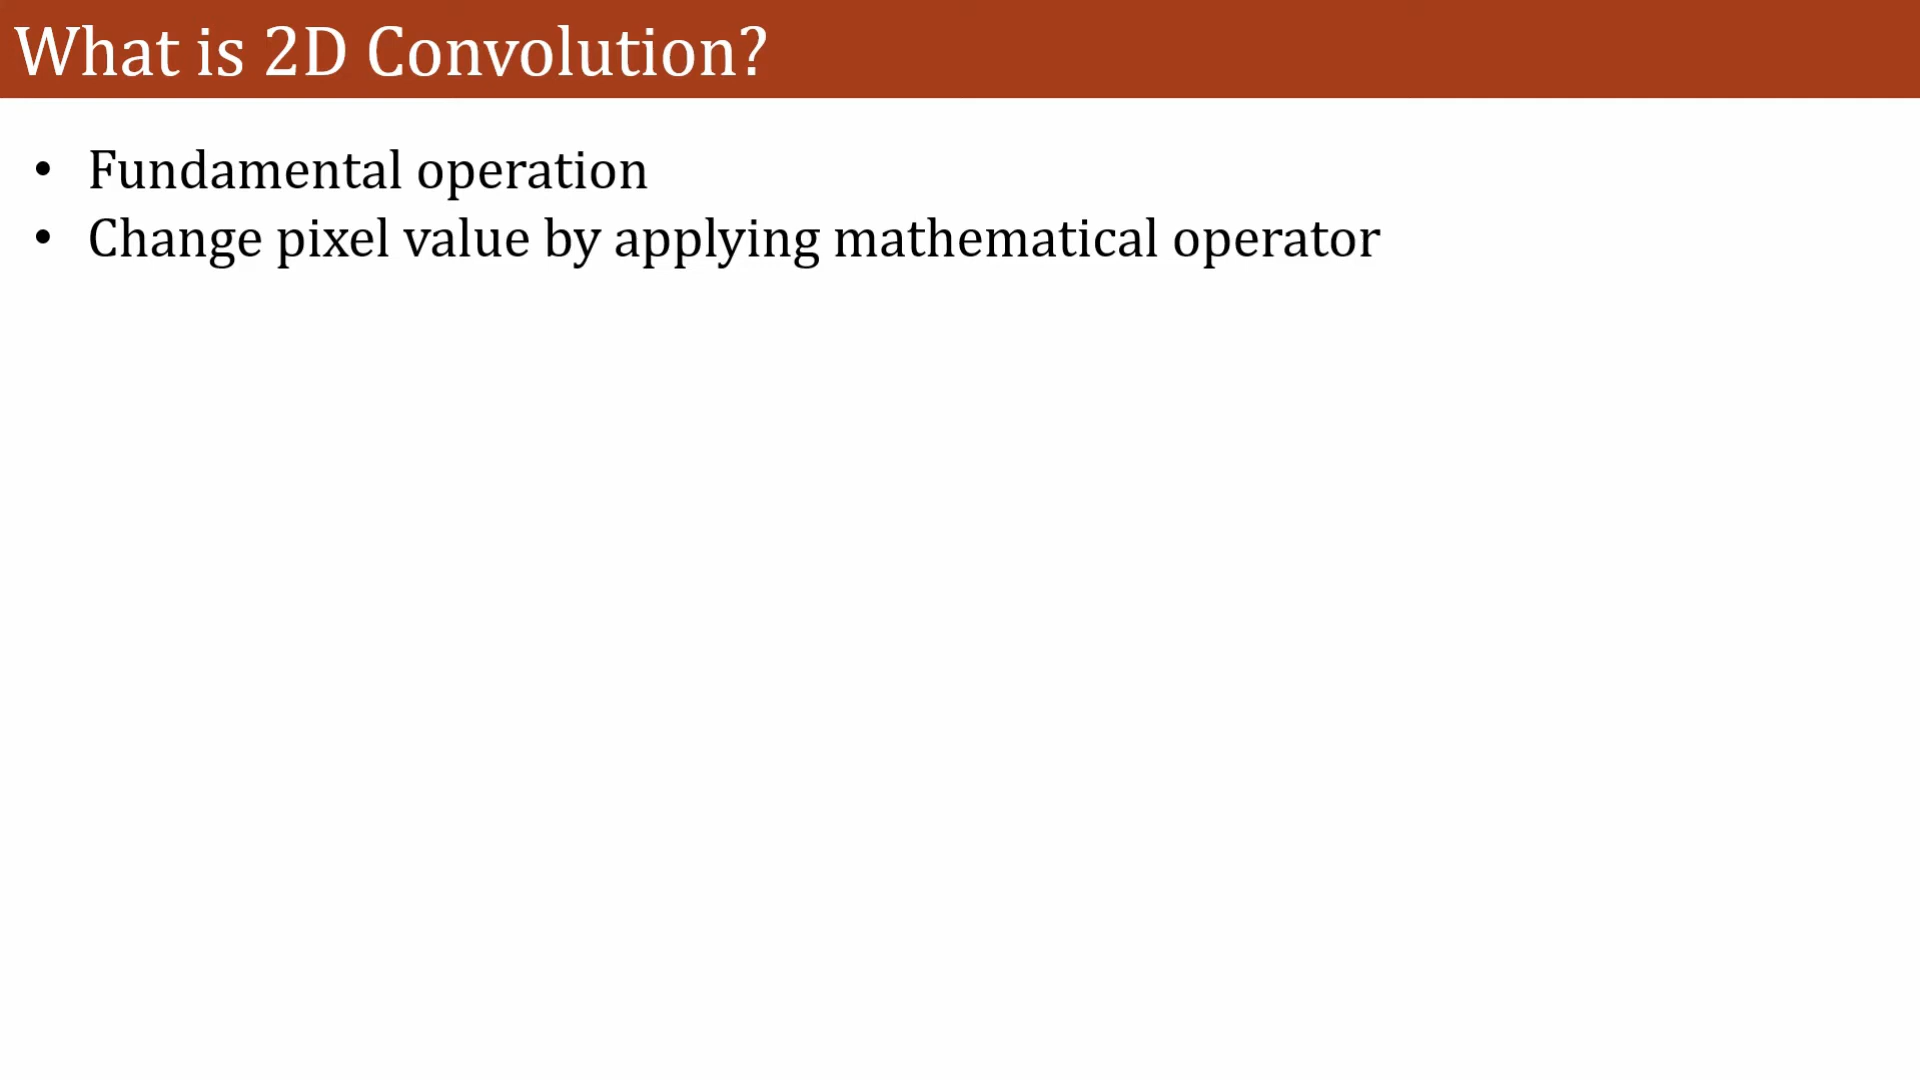 What is 2D Convolution?
• Fundamental operation
• Change pixel value by applying mathematical operator